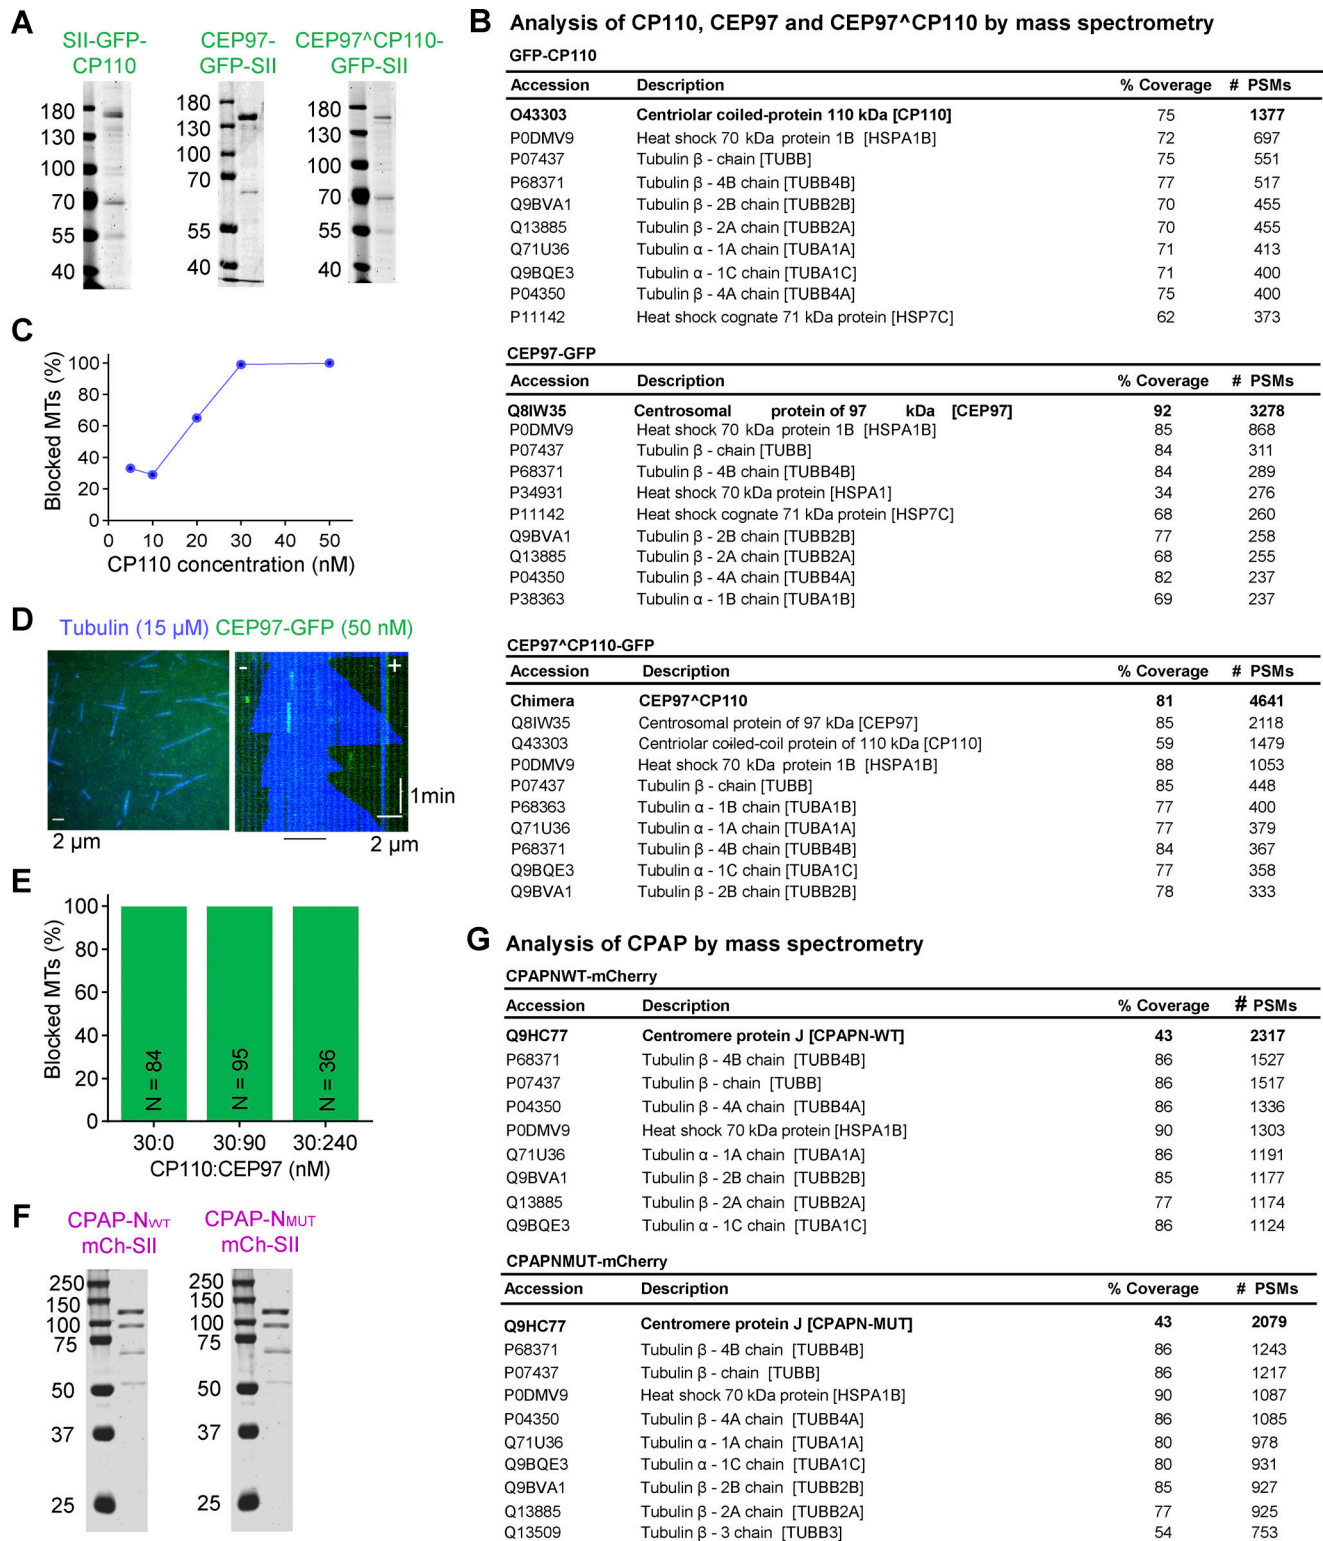 A
SII-GFP-
CP110
CEP97-
GFP-SII
CEP97^CP110-
GFP-SII
180
130
100
70
55
40
180
130
100
70
55
40
180
130
100
70
55
40
B Analysis of CP110, CEP97 and CEP97^CP110 by mass spectrometry
GFP-CP110
Accession Description % Coverage # PSMs
O43303 Centriolar coiled-protein 110 kDa [CP110] 75 1377
P0DMV9 Heat shock 70 kDa protein 1B [HSPA1B] 72 697
P07437 Tubulin β - chain [TUBB] 75 551
P68371 Tubulin β - 4B chain [TUBB4B] 77 517
Q9BVA1 Tubulin β - 2B chain [TUBB2B] 70 455
Q13885 Tubulin β - 2A chain [TUBB2A] 70 455
Q71U36 Tubulin α - 1A chain [TUBA1A] 71 413
Q9BQE3 Tubulin α - 1C chain [TUBA1C] 71 400
P04350 Tubulin β - 4A chain [TUBB4A] 75 400
P11142 Heat shock cognate 71 kDa protein [HSP7C] 62 373
CEP97-GFP
Accession Description % Coverage # PSMs
Q8IW35 Centrosomal protein of 97 kDa [CEP97] 92 3278
P0DMV9 Heat shock 70 kDa protein 1B [HSPA1B] 85 868
P07437 Tubulin β - chain [TUBB] 84 311
P68371 Tubulin β - 4B chain [TUBB4B] 84 289
P34931 Heat shock 70 kDa protein [HSPA1] 34 276
P11142 Heat shock cognate 71 kDa protein [HSP7C] 68 260
Q9BVA1 Tubulin β - 2B chain [TUBB2B] 77 258
Q13885 Tubulin β - 2A chain [TUBB2A] 68 255
P04350 Tubulin β - 4A chain [TUBB4A] 82 237
P38363 Tubulin α - 1B chain [TUBA1B] 69 237
CEP97^CP110-GFP
Accession Description % Coverage # PSMs
Chimera CEP97^CP110 81 4641
Q8IW35 Centrosomal protein of 97 kDa [CEP97] 85 2118
Q43303 Centriolar coiled-coil protein of 110 kDa [CP110] 59 1479
P0DMV9 Heat shock 70 kDa protein 1B [HSPA1B] 88 1053
P07437 Tubulin β - chain [TUBB] 85 448
P68363 Tubulin α - 1B chain [TUBA1B] 77 400
Q71U36 Tubulin α - 1A chain [TUBA1A] 77 379
P68371 Tubulin β - 4B chain [TUBB4B] 84 367
Q9BQE3 Tubulin α - 1C chain [TUBA1C] 77 358
Q9BVA1 Tubulin β - 2B chain [TUBB2B] 78 333
C
Blocked MTs (%)
100
80
60
40
20
0
0 10 20 30 40 50
CP110 concentration (nM)
D
Tubulin (15 µM) CEP97-GFP (50 nM)
- +
1min
2 µm 2 µm
E
Blocked MTs (%)
100
80
60
40
20
0
N = 84
N = 95
N = 36
30:0 30:90 30:240
CP110:CEP97 (nM)
F
CPAP-NWT
mCh-SII
CPAP-NMUT
mCh-SII
250
150
100
75
50
37
25
250
150
100
75
50
37
25
G Analysis of CPAP by mass spectrometry
CPAPNWT-mCherry
Accession Description % Coverage # PSMs
Q9HC77 Centromere protein J [CPAPN-WT] 43 2317
P68371 Tubulin β - 4B chain [TUBB4B] 86 1527
P07437 Tubulin β - chain [TUBB] 86 1517
P04350 Tubulin β - 4A chain [TUBB4A] 86 1336
P0DMV9 Heat shock 70 kDa protein [HSPA1B] 90 1303
Q71U36 Tubulin α - 1A chain [TUBA1A] 86 1191
Q9BVA1 Tubulin β - 2B chain [TUBB2B] 85 1177
Q13885 Tubulin β - 2A chain [TUBB2A] 77 1174
Q9BQE3 Tubulin α - 1C chain [TUBA1C] 86 1124
CPAPNMUT-mCherry
Accession Description % Coverage # PSMs
Q9HC77 Centromere protein J [CPAPN-MUT] 43 2079
P68371 Tubulin β - 4B chain [TUBB4B] 86 1243
P07437 Tubulin β - chain [TUBB] 86 1217
P0DMV9 Heat shock 70 kDa protein [HSPA1B] 90 1087
P04350 Tubulin β - 4A chain [TUBB4A] 86 1085
Q71U36 Tubulin α - 1A chain [TUBA1A] 80 978
Q9BQE3 Tubulin α - 1C chain [TUBA1C] 80 931
Q9BVA1 Tubulin β - 2B chain [TUBB2B] 85 927
Q13885 Tubulin β - 2A chain [TUBB2A] 77 925
Q13509 Tubulin β - 3 chain [TUBB3] 54 753